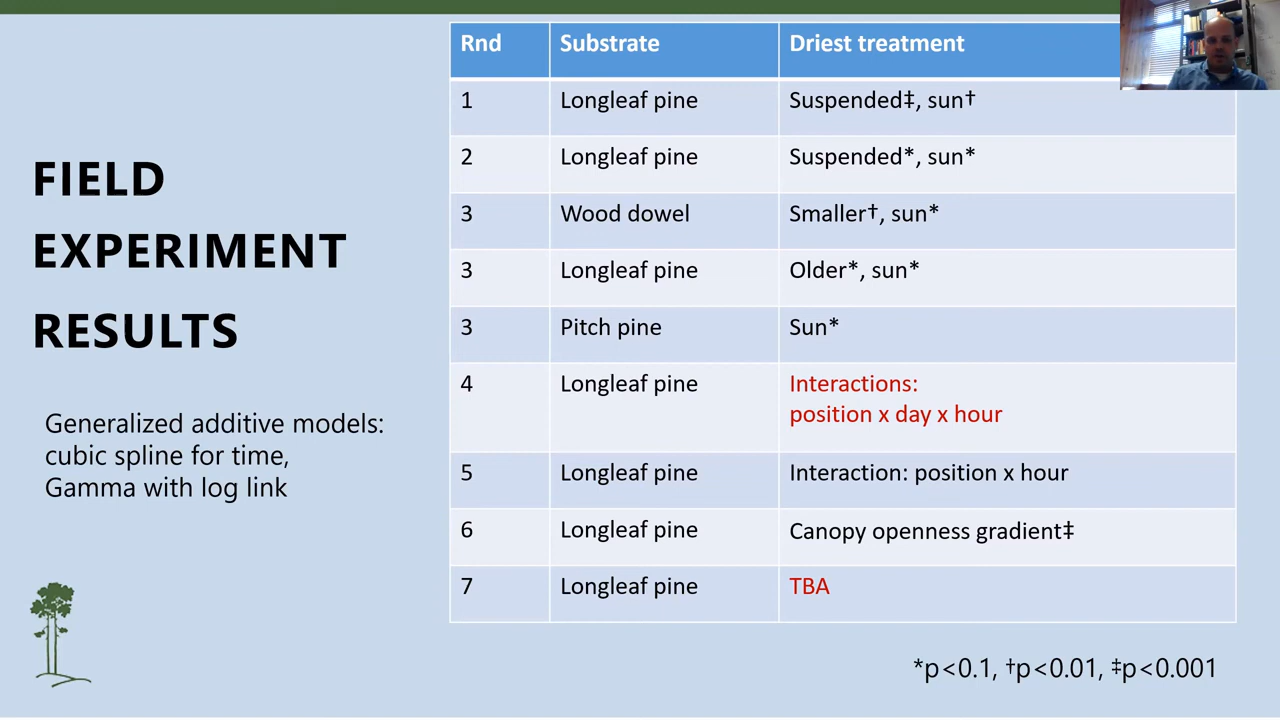 FIELD
EXPERIMENT
RESULTS
Generalized additive models:
cubic spline for time,
Gamma with log link
Rnd Substrate Driest treatment
1 Longleaf pine Suspended‡, sun†
2 Longleaf pine Suspended*, sun*
3 Wood dowel Smaller†, sun*
3 Longleaf pine Older*, sun*
3 Pitch pine Sun*
4 Longleaf pine Interactions:
position x day x hour
5 Longleaf pine Interaction: position x hour
6 Longleaf pine Canopy openness gradient‡
7 Longleaf pine TBA
*p<0.1, †p<0.01, ‡p<0.001